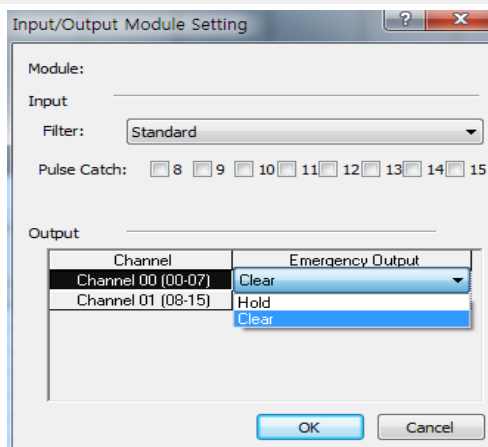 Input/Output Module Setting
Module:
Input
Filter: Standard
Pulse Catch: 8 9 10 11 12 13 14 15
Output
Channel Emergency Output
Channel 00 (00-07) Clear
Channel 01 (08-15) Hold
Clear
OK Cancel